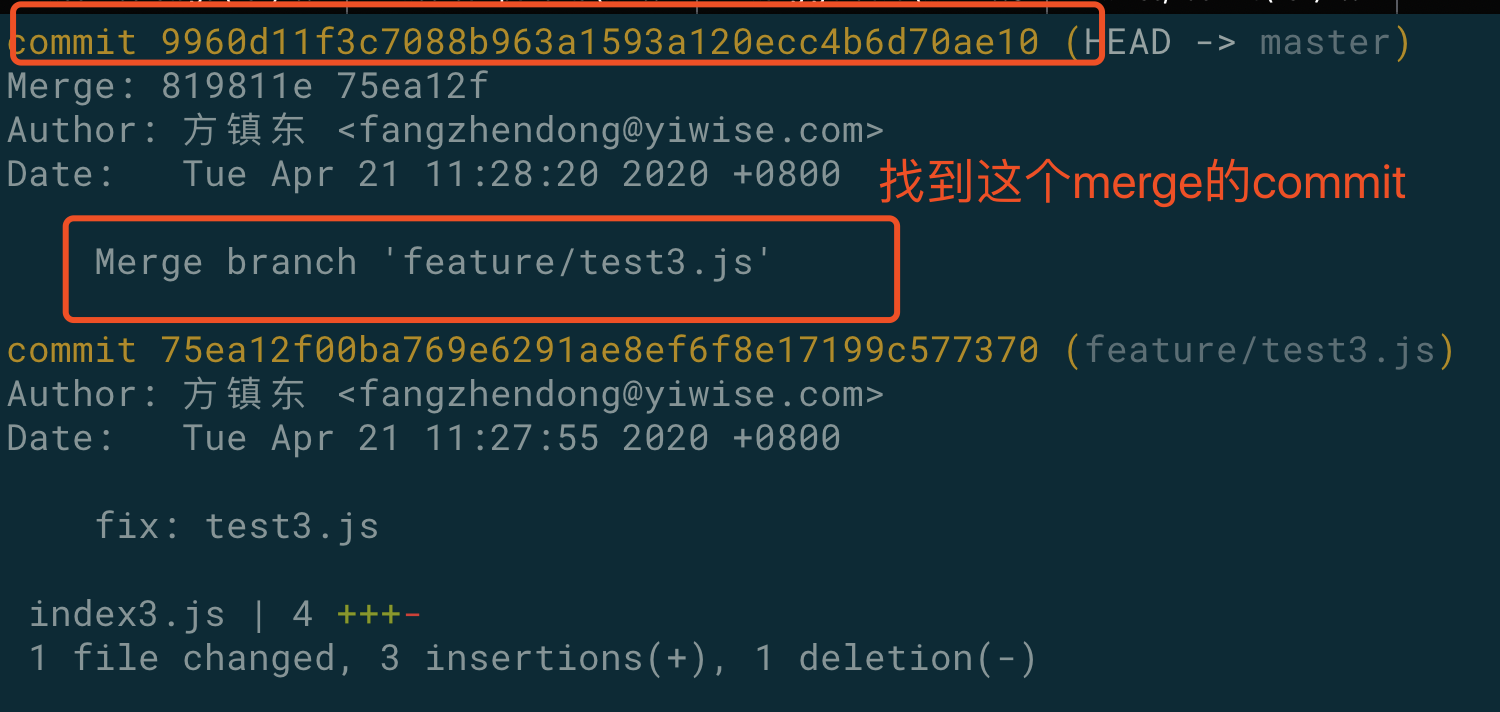 commit 9960d11f3c7088b963a1593a120ecc4b6d70ae10 (HEAD -> master)
Merge: 819811e 75ea12f
Author: 方镇东 <fangzhendong@yiwise.com>
Date:   Tue Apr 21 11:28:20 2020 +0800
找到这个merge的commit
Merge branch 'feature/test3.js'
commit 75ea12f00ba769e6291ae8ef6f8e17199c577370 (feature/test3.js)
Author: 方镇东 <fangzhendong@yiwise.com>
Date:   Tue Apr 21 11:27:55 2020 +0800
fix: test3.js
index3.js | 4 +++-
1 file changed, 3 insertions(+), 1 deletion(-)